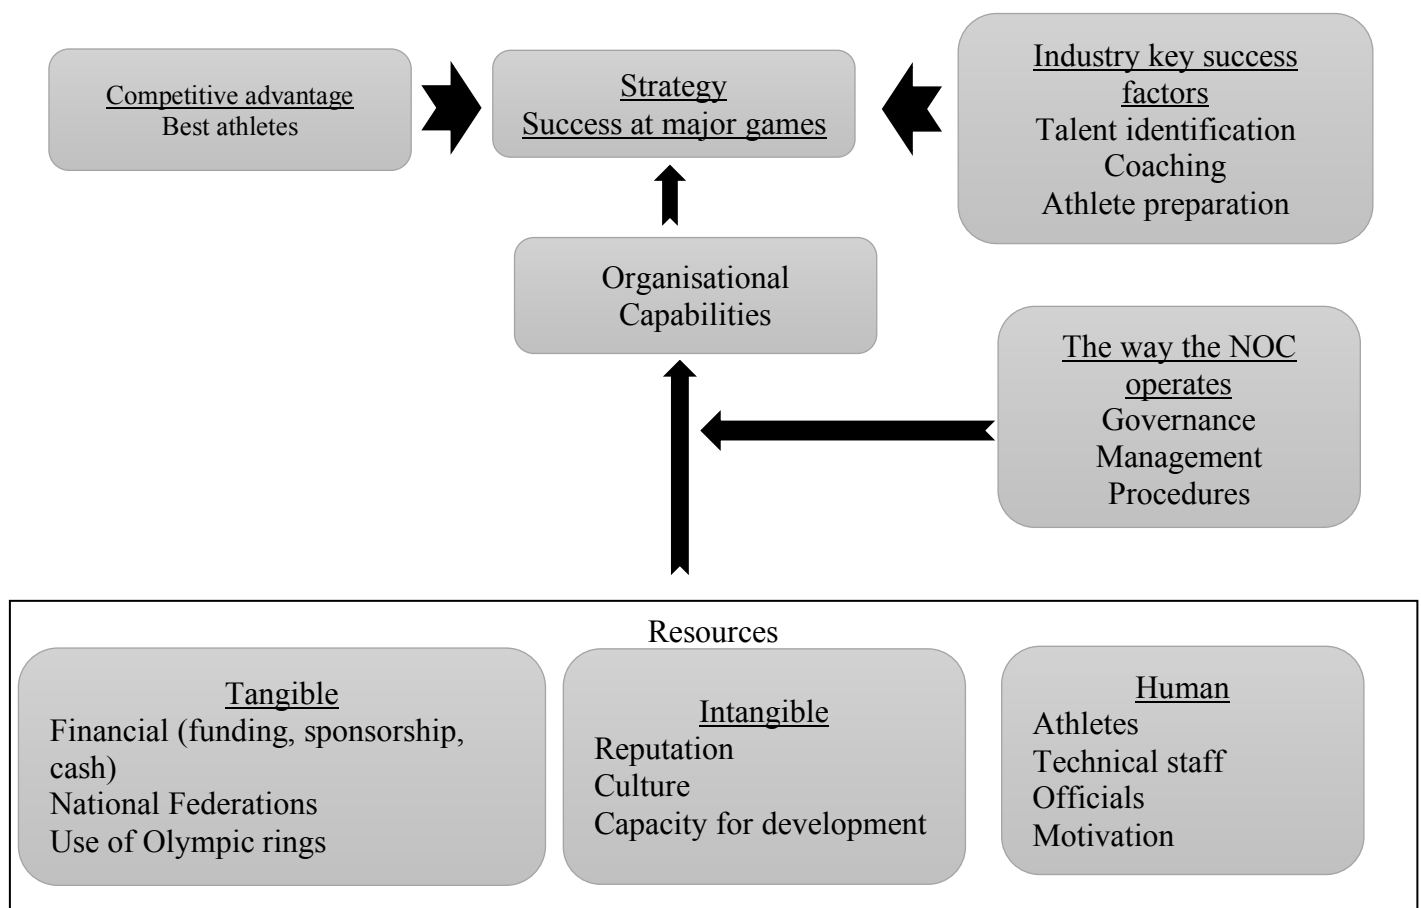 Competitive advantage
Best athletes
Strategy
Success at major games
Industry key success
factors
Talent identification
Coaching
Athlete preparation
Organisational
Capabilities
The way the NOC
operates
Governance
Management
Procedures
Resources
Tangible
Financial (funding, sponsorship,
cash)
National Federations
Use of Olympic rings
Intangible
Reputation
Culture
Capacity for development
Human
Athletes
Technical staff
Officials
Motivation